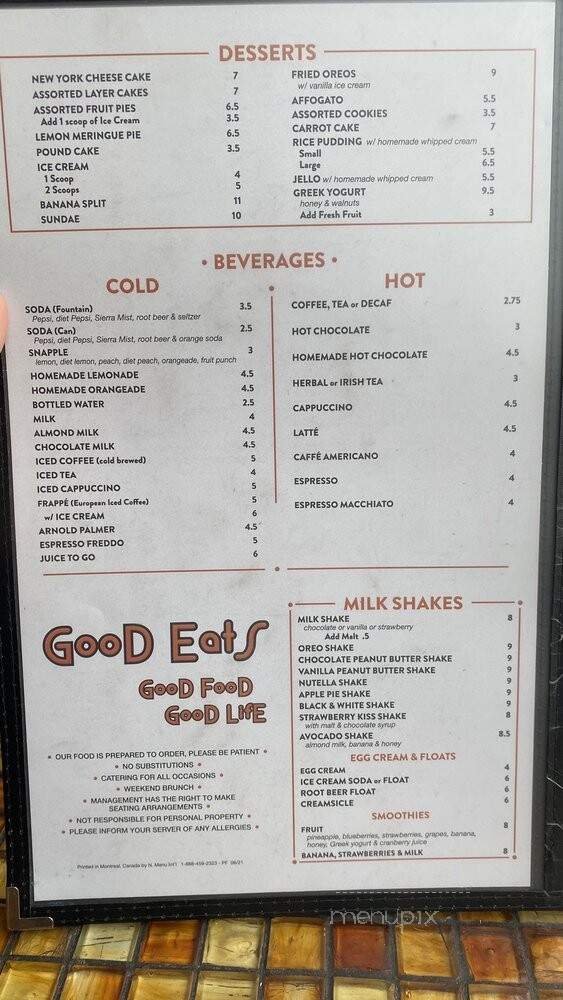 DESSERTS
NEW YORK CHEESE CAKE 7
ASSORTED LAYER CAKES 7
ASSORTED FRUIT PIES 6.5
Add 1 scoop of Ice Cream 3.5
LEMON MERINGUE PIE 6.5
POUND CAKE 3.5
ICE CREAM
1 Scoop 4
2 Scoops 5
BANANA SPLIT 11
SUNDAE 10
FRIED OREOS 9
w/ vanilla ice cream
AFFOGATO 5.5
ASSORTED COOKIES 3.5
CARROT CAKE 7
RICE PUDDING w/ homemade whipped cream
Small 5.5
Large 6.5
JELLO w/ homemade whipped cream 5.5
GREEK YOGURT 9.5
honey & walnuts
Add Fresh Fruit 3
• BEVERAGES •
COLD
SODA (Fountain) 3.5
Pepsi, diet Pepsi, Sierra Mist, root beer & seltzer
SODA (Can) 2.5
Pepsi, diet Pepsi, Sierra Mist, root beer & orange soda
SNAPPLE 3
lemon, diet lemon, peach, diet peach, orangeade, fruit punch
HOMEMADE LEMONADE 4.5
HOMEMADE ORANGEADE 4.5
BOTTLED WATER 2.5
MILK 4
ALMOND MILK 4.5
CHOCOLATE MILK 4.5
ICED COFFEE (cold brewed) 5
ICED TEA 4
ICED CAPPUCCINO 5
FRAPPÉ (European Iced Coffee) 5
w/ ICE CREAM 6
ARNOLD PALMER 4.5
ESPRESSO FREDDO 5
JUICE TO GO 6
HOT
COFFEE, TEA or DECAF 2.75
HOT CHOCOLATE 3
HOMEMADE HOT CHOCOLATE 4.5
HERBAL or IRISH TEA 3
CAPPUCCINO 4.5
LATTÉ 4.5
CAFFÉ AMERICANO 4
ESPRESSO 4
ESPRESSO MACCHIATO 4
GooD EatS
GooD FooD
GooD LifE
• OUR FOOD IS PREPARED TO ORDER, PLEASE BE PATIENT •
• NO SUBSTITUTIONS •
• CATERING FOR ALL OCCASIONS •
• WEEKEND BRUNCH •
• MANAGEMENT HAS THE RIGHT TO MAKE
SEATING ARRANGEMENTS •
• NOT RESPONSIBLE FOR PERSONAL PROPERTY •
• PLEASE INFORM YOUR SERVER OF ANY ALLERGIES •
Printed in Montreal, Canada by N. Menu Int'l 1-888-459-2323 - PF 06/21
MILK SHAKES
MILK SHAKE 8
chocolate or vanilla or strawberry
Add Malt .5
OREO SHAKE 9
CHOCOLATE PEANUT BUTTER SHAKE 9
VANILLA PEANUT BUTTER SHAKE 9
NUTELLA SHAKE 9
APPLE PIE SHAKE 9
BLACK & WHITE SHAKE 9
STRAWBERRY KISS SHAKE 8
with malt & chocolate syrup
AVOCADO SHAKE 8.5
almond milk, banana & honey
EGG CREAM & FLOATS
EGG CREAM 4
ICE CREAM SODA or FLOAT 6
ROOT BEER FLOAT 6
CREAMSICLE 6
SMOOTHIES
FRUIT 8
pineapple, blueberries, strawberries, grapes, banana,
honey, Greek yogurt & cranberry juice
BANANA, STRAWBERRIES & MILK 8
menupix